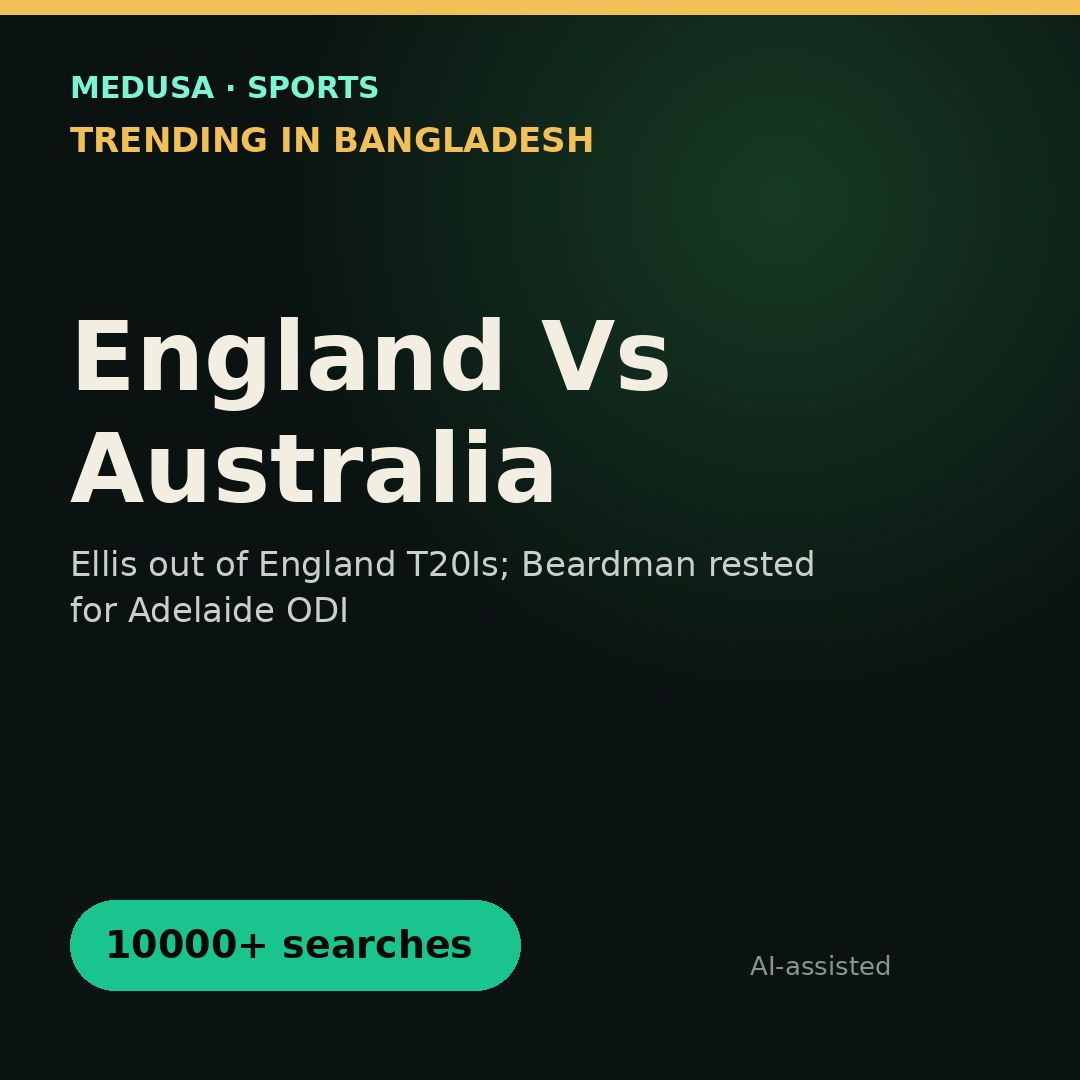 MEDUSA · SPORTS
TRENDING IN BANGLADESH
England Vs
Australia
Ellis out of England T20Is; Beardman rested
for Adelaide ODI
10000+ searches
AI-assisted